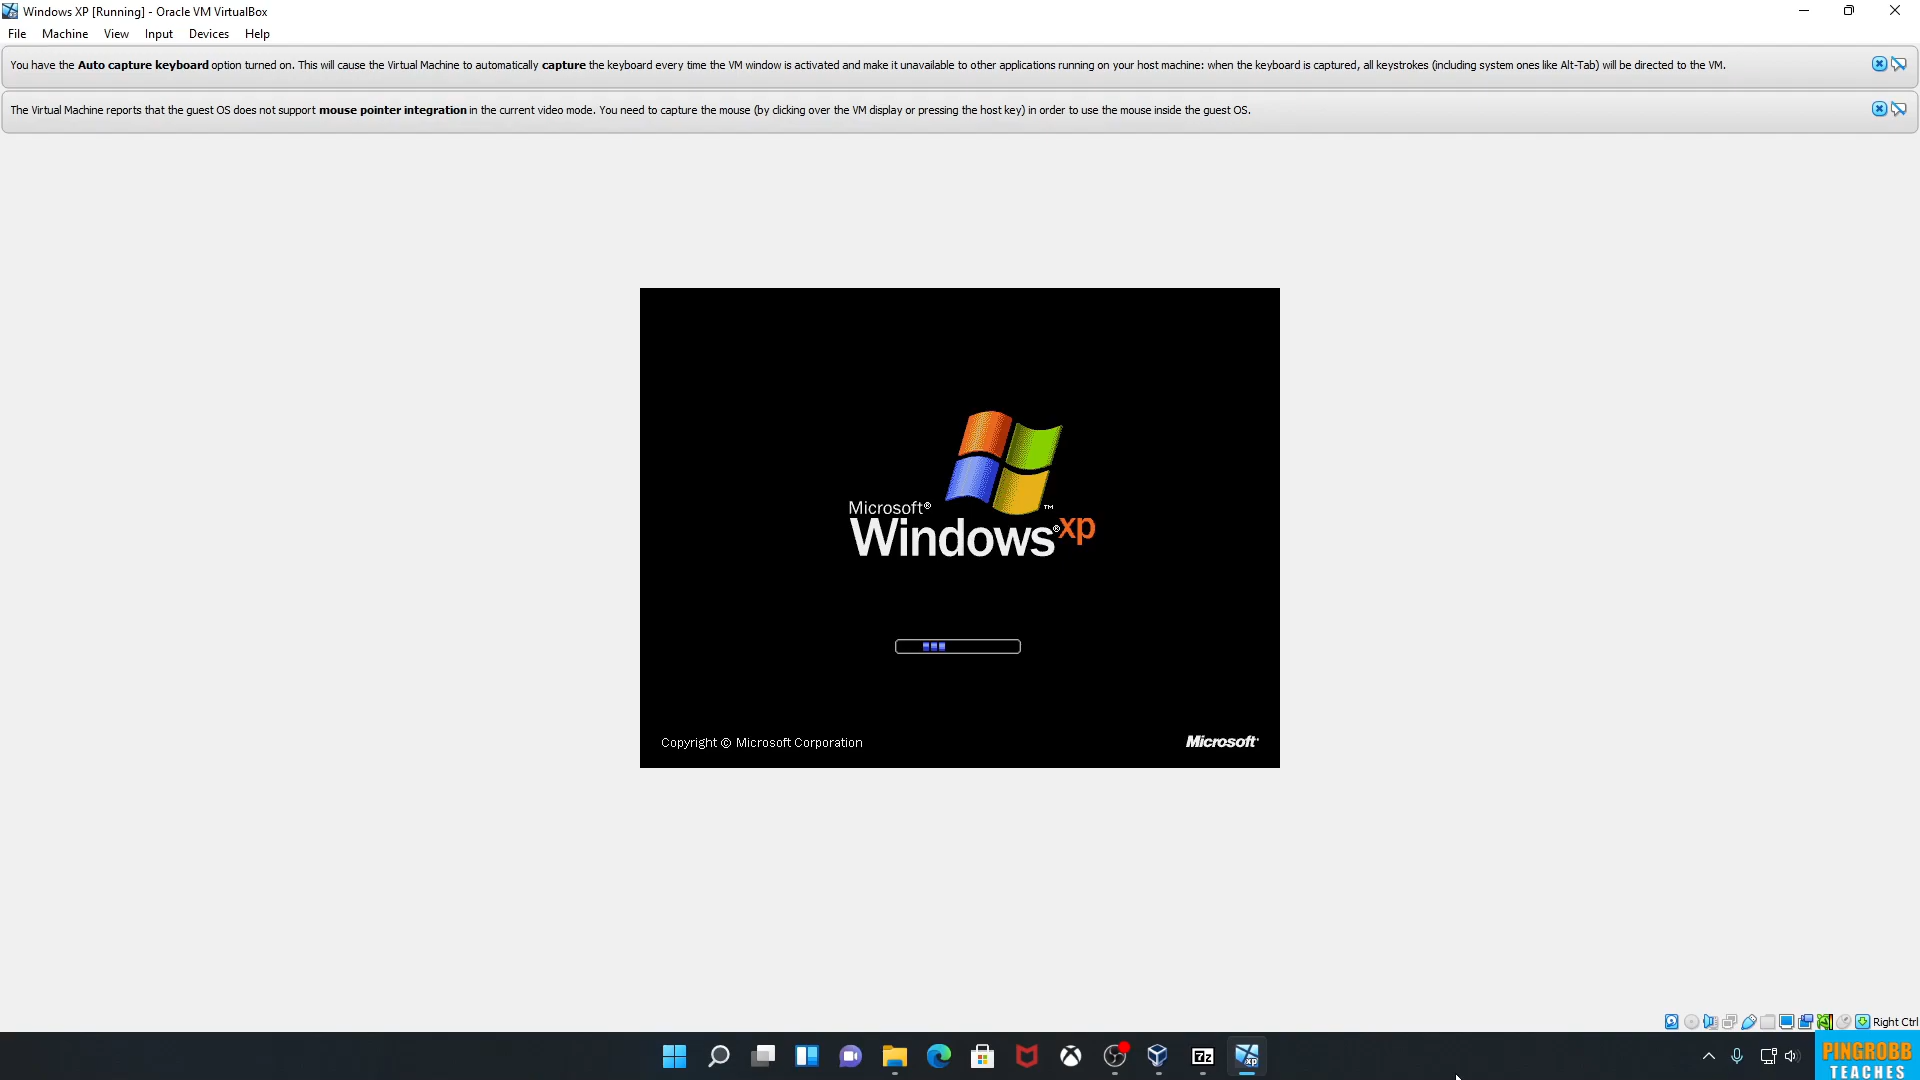 Windows XP [Running] - Oracle VM VirtualBox
File Machine View Input Devices Help
You have the Auto capture keyboard option turned on. This will cause the Virtual Machine to automatically capture the keyboard every time the VM window is activated and make it unavailable to other applications running on your host machine: when the keyboard is captured, all keystrokes (including system ones like Alt-Tab) will be directed to the VM.
The Virtual Machine reports that the guest OS does not support mouse pointer integration in the current video mode. You need to capture the mouse (by clicking over the VM display or pressing the host key) in order to use the mouse inside the guest OS.
Microsoft®
Windows® xp ™
Copyright © Microsoft Corporation
Microsoft®
Right Ctrl
7z
xp
PINGROBB
TEACHES